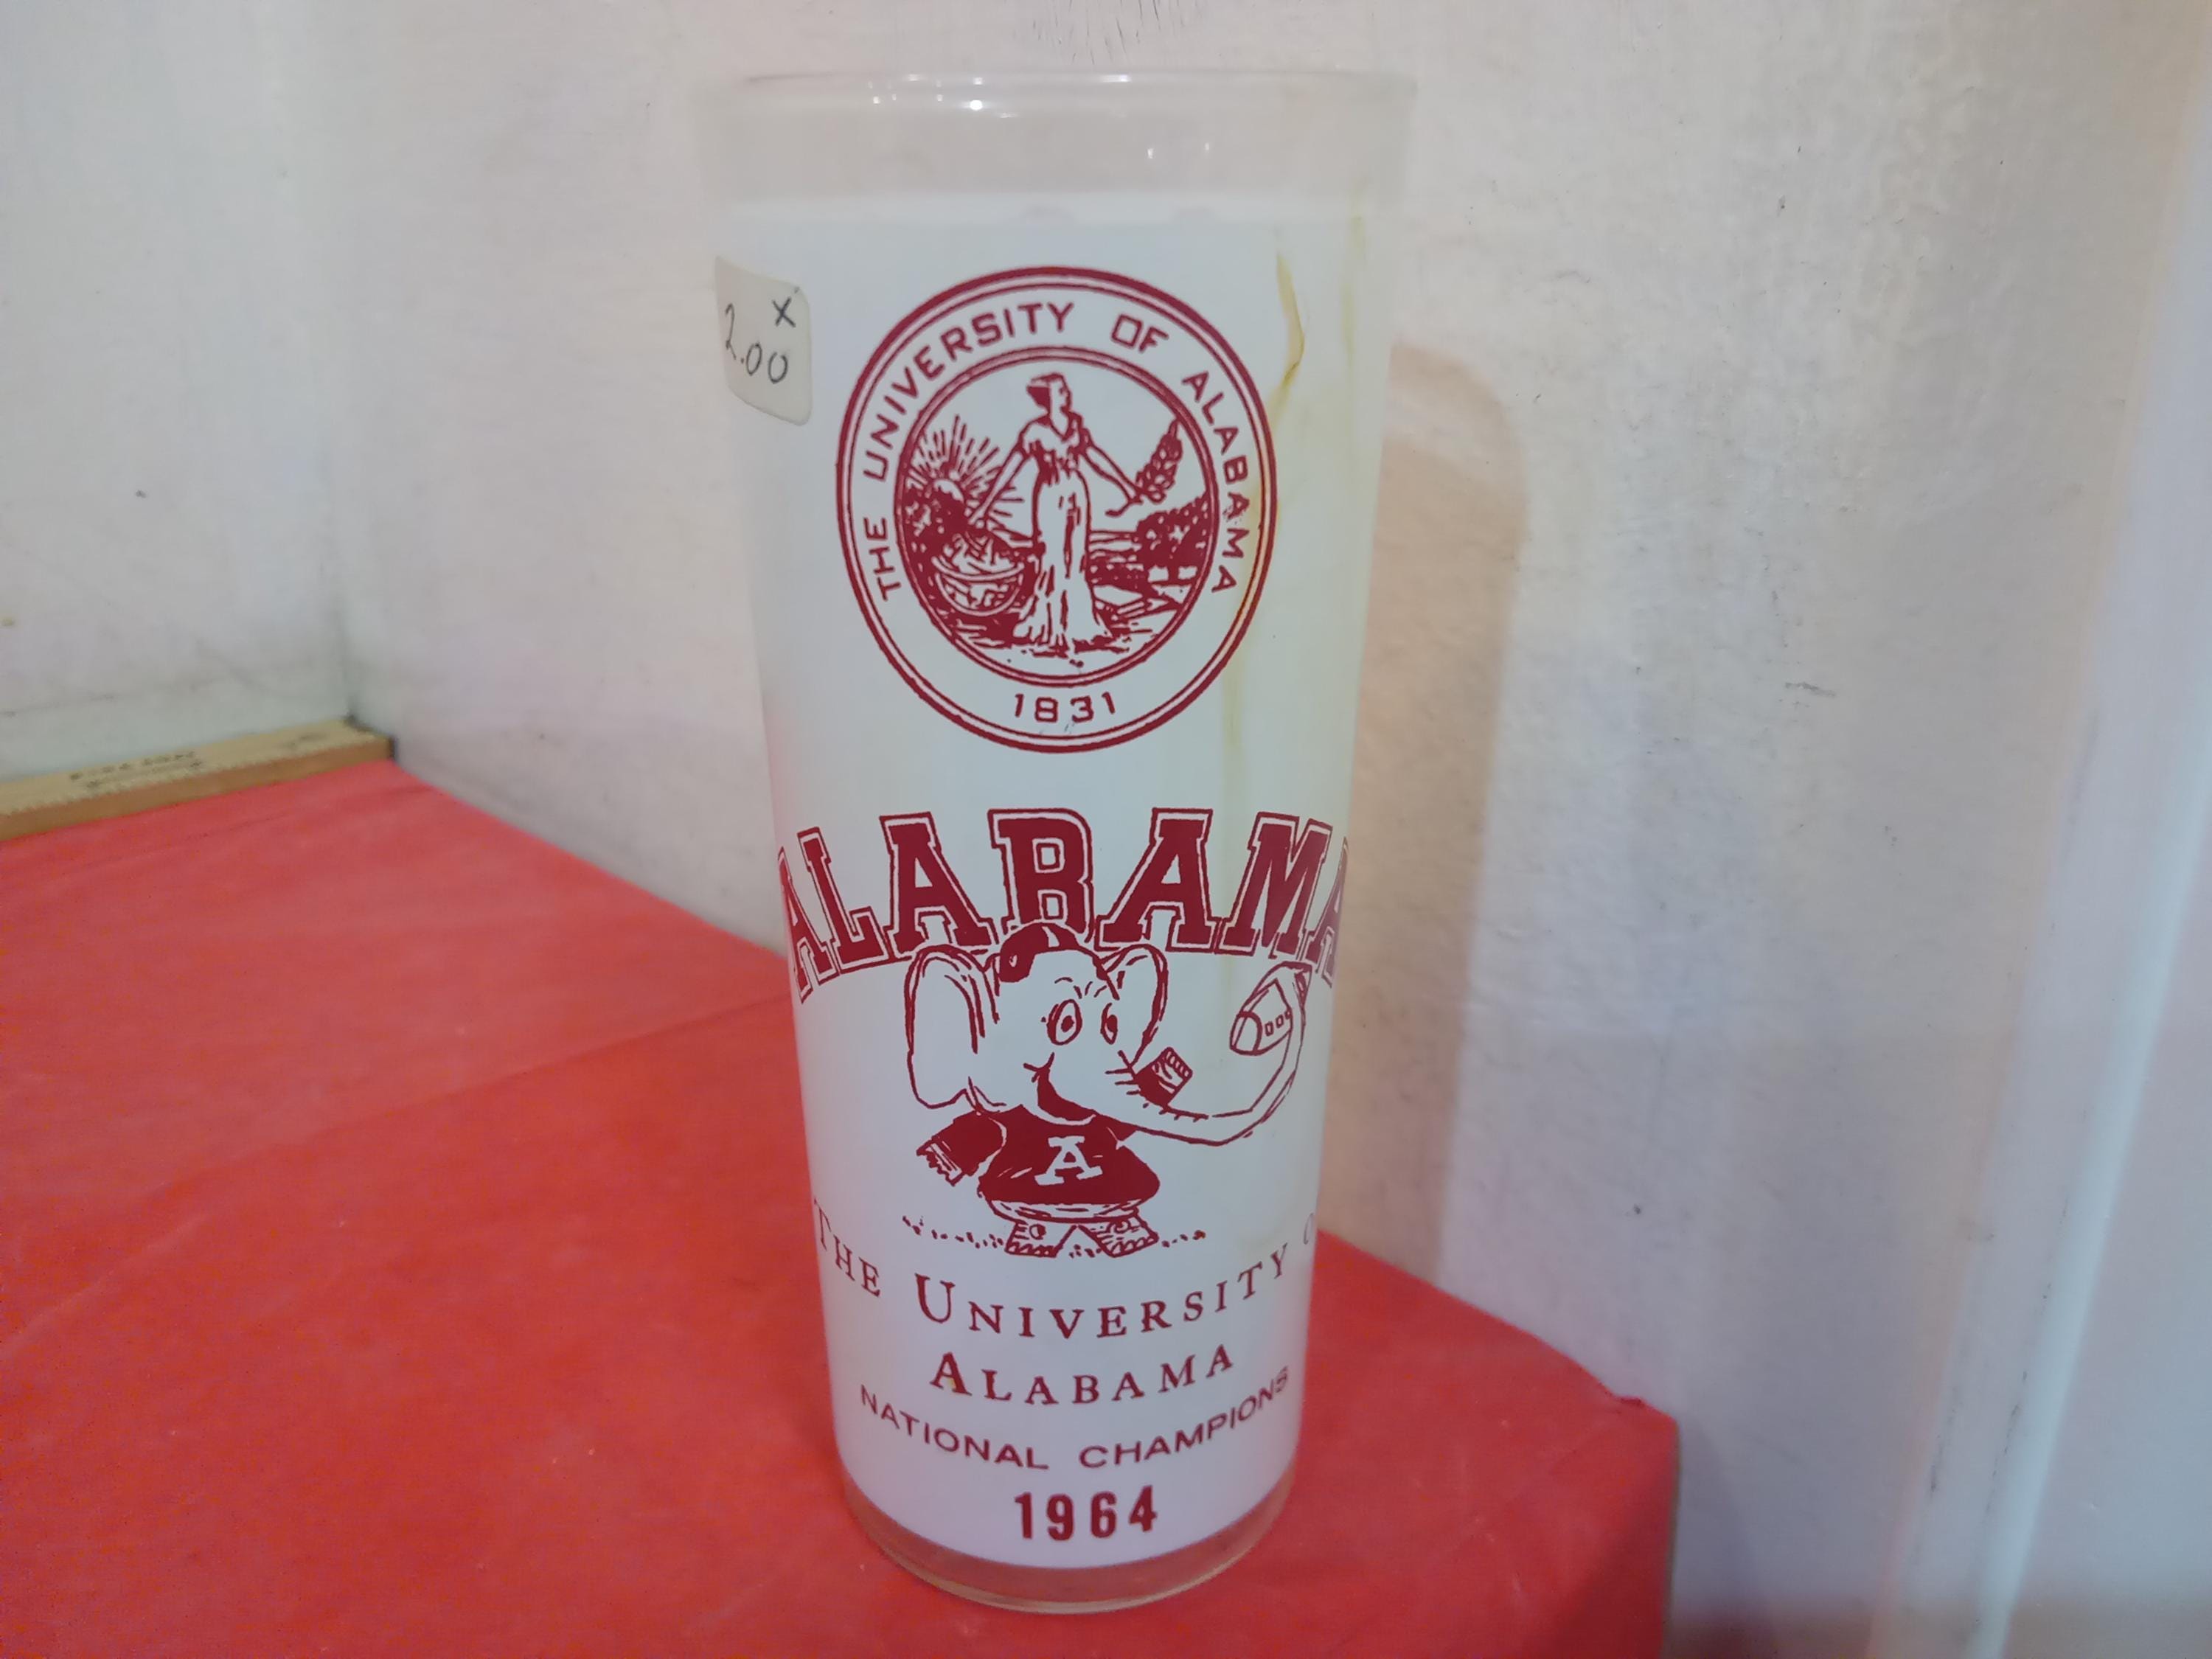 x
2.00
THE UNIVERSITY OF ALABAMA
1831
ALABAMA
A
THE UNIVERSITY O
ALABAMA
NATIONAL CHAMPIONS
1964